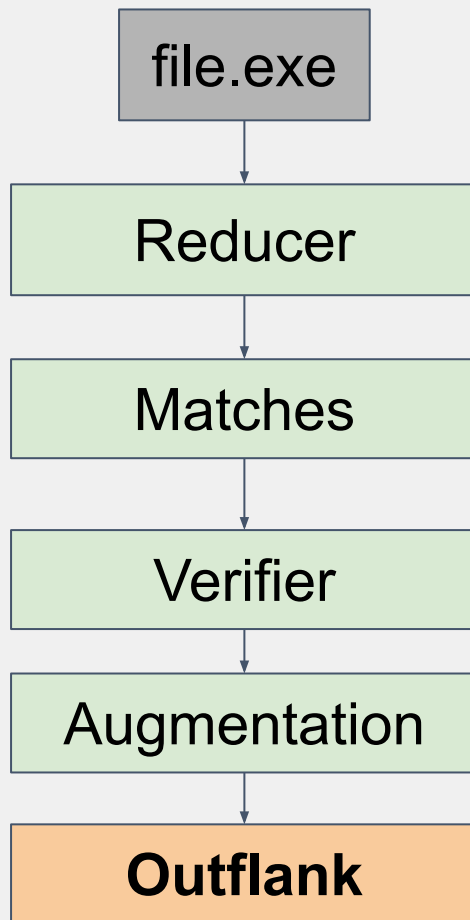 file.exe
Reducer
Matches
Verifier
Augmentation
Outflank